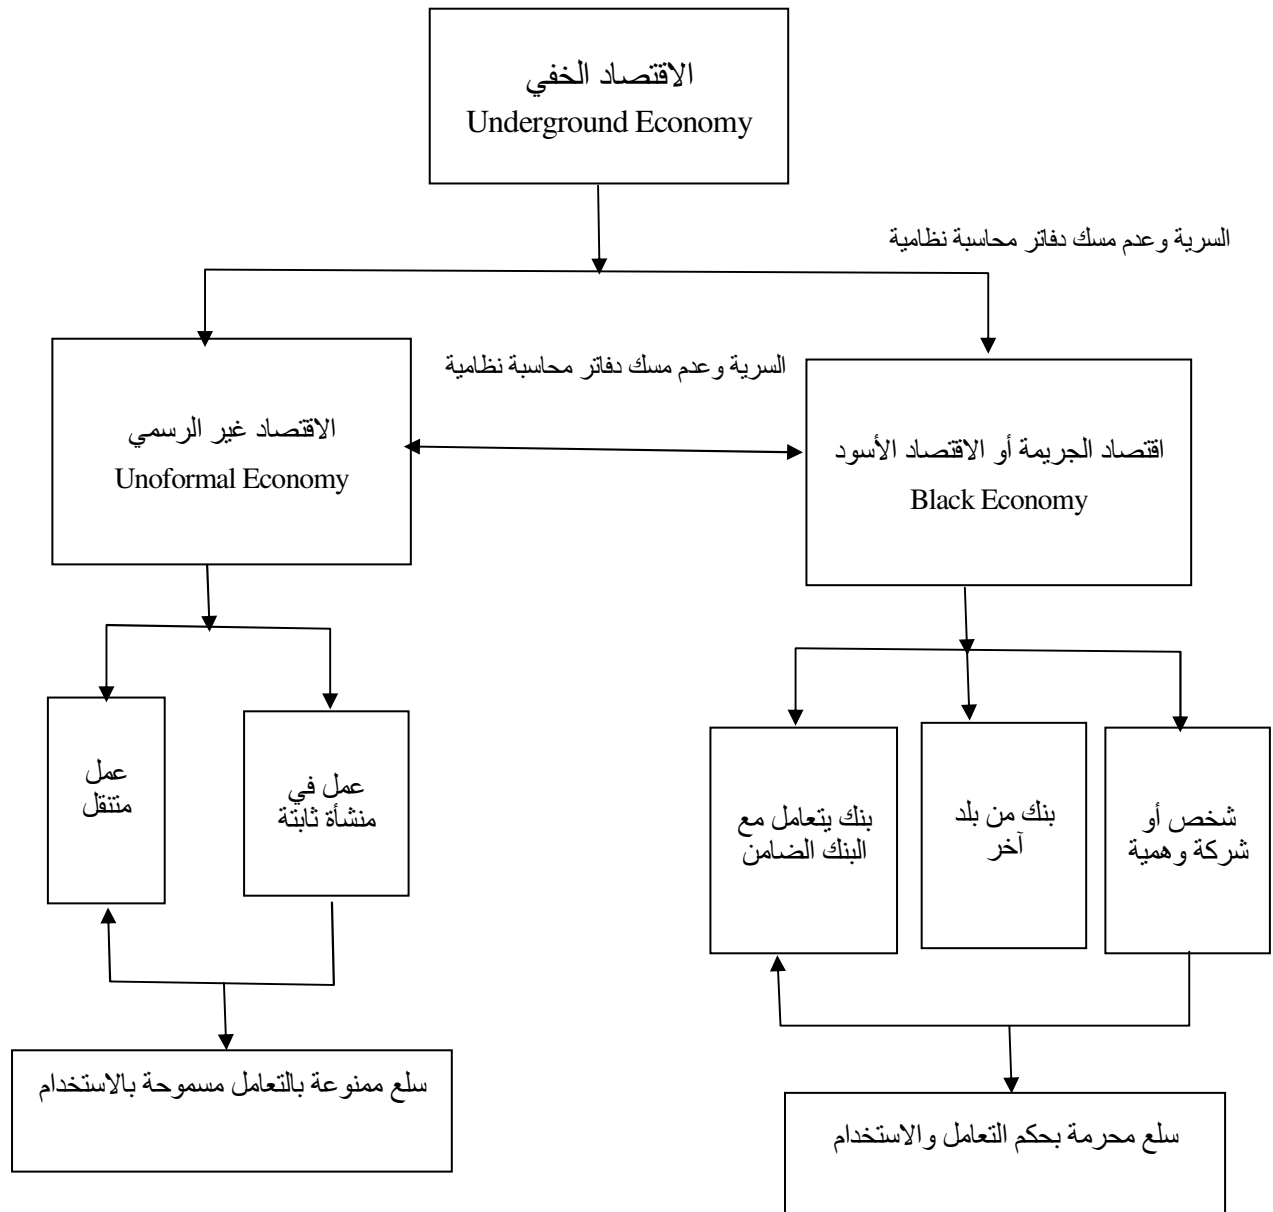 الاقتصاد الخفي
Underground Economy
السرية وعدم مسك دفاتر محاسبة نظامية
السرية وعدم مسك دفاتر محاسبة نظامية
اقتصاد الجريمة أو الاقتصاد الأسود
Black Economy
الاقتصاد غير الرسمي
Unoformal Economy
شخص أو
شركة وهمية
بنك من بلد
آخر
بنك يتعامل مع
البنك الضامن
عمل في
منشأة ثابتة
عمل
متنقل
سلع ممنوعة بالتعامل مسموحة بالاستخدام
سلع محرمة بحكم التعامل والاستخدام